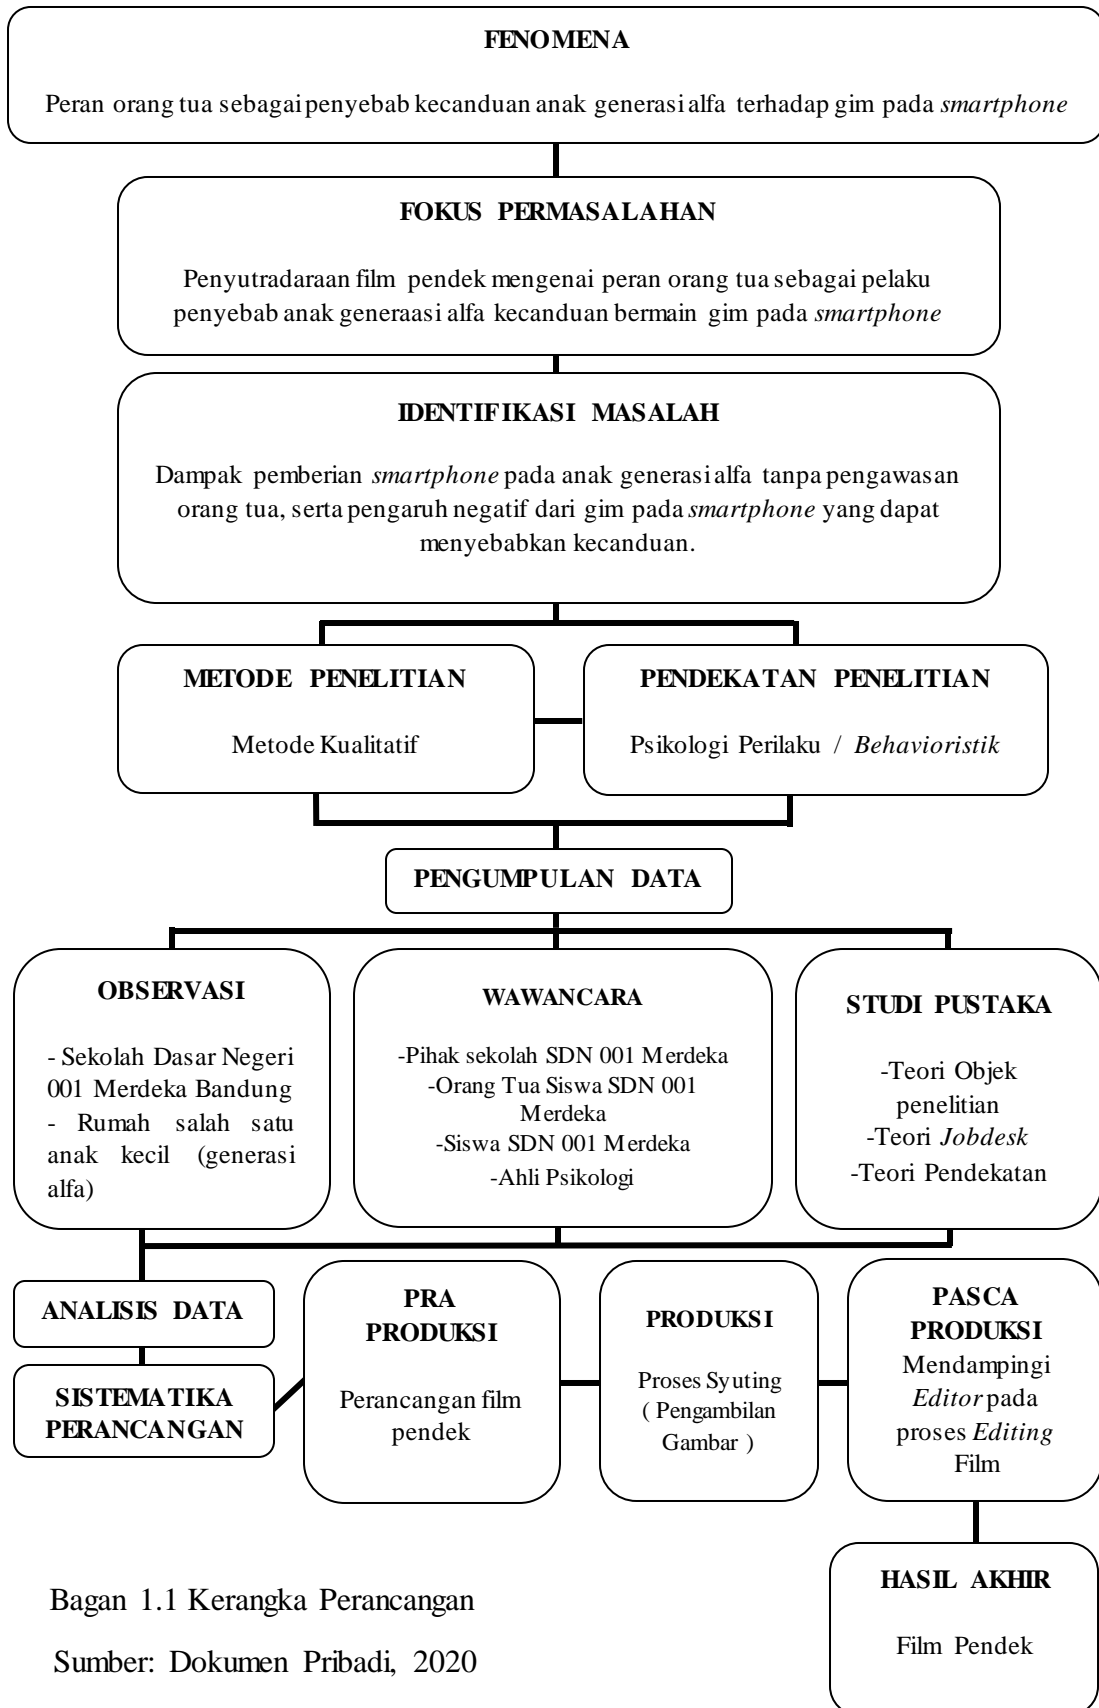 FENOMENA
Peran orang tua sebagai penyebab kecanduan anak generasi alfa terhadap gim pada smartphone
FOKUS PERMASALAHAN
Penyutradaraan film pendek mengenai peran orang tua sebagai pelaku
penyebab anak generaasi alfa kecanduan bermain gim pada smartphone
IDENTIFIKASI MASALAH
Dampak pemberian smartphone pada anak generasi alfa tanpa pengawasan
orang tua, serta pengaruh negatif dari gim pada smartphone yang dapat
menyebabkan kecanduan.
METODE PENELITIAN
Metode Kualitatif
PENDEKATAN PENELITIAN
Psikologi Perilaku / Behavioristik
PENGUMPULAN DATA
OBSERVASI
- Sekolah Dasar Negeri
001 Merdeka Bandung
- Rumah salah satu
anak kecil (generasi
alfa)
WAWANCARA
-Pihak sekolah SDN 001 Merdeka
-Orang Tua Siswa SDN 001
Merdeka
-Siswa SDN 001 Merdeka
-Ahli Psikologi
STUDI PUSTAKA
-Teori Objek
penelitian
-Teori Jobdesk
-Teori Pendekatan
ANALISIS DATA
SISTEMATIKA
PERANCANGAN
PRA
PRODUKSI
Perancangan film
pendek
PRODUKSI
Proses Syuting
( Pengambilan
Gambar )
PASCA
PRODUKSI
Mendampingi
Editor pada
proses Editing
Film
HASIL AKHIR
Film Pendek
Bagan 1.1 Kerangka Perancangan
Sumber: Dokumen Pribadi, 2020